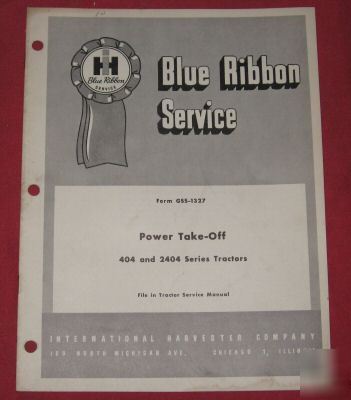 IH
Blue Ribbon
SERVICE
Blue Ribbon
Service
Form GSS-1327
Power Take-Off
404 and 2404 Series Tractors
File in Tractor Service Manual
INTERNATIONAL HARVESTER COMPANY
NORTH MICHIGAN AVE. CHICAGO 1, ILLINOIS